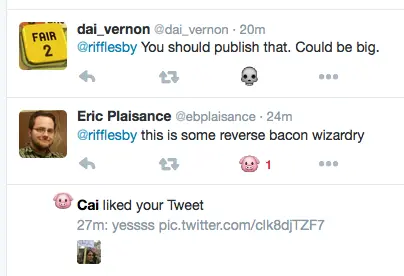 FAIR
2
dai_vernon @dai_vernon · 20m
@rifflesby You should publish that. Could be big.
Eric Plaisance @ebplaisance · 24m
@rifflesby this is some reverse bacon wizardry
1
Cai liked your Tweet
27m: yessss pic.twitter.com/clk8djTZF7